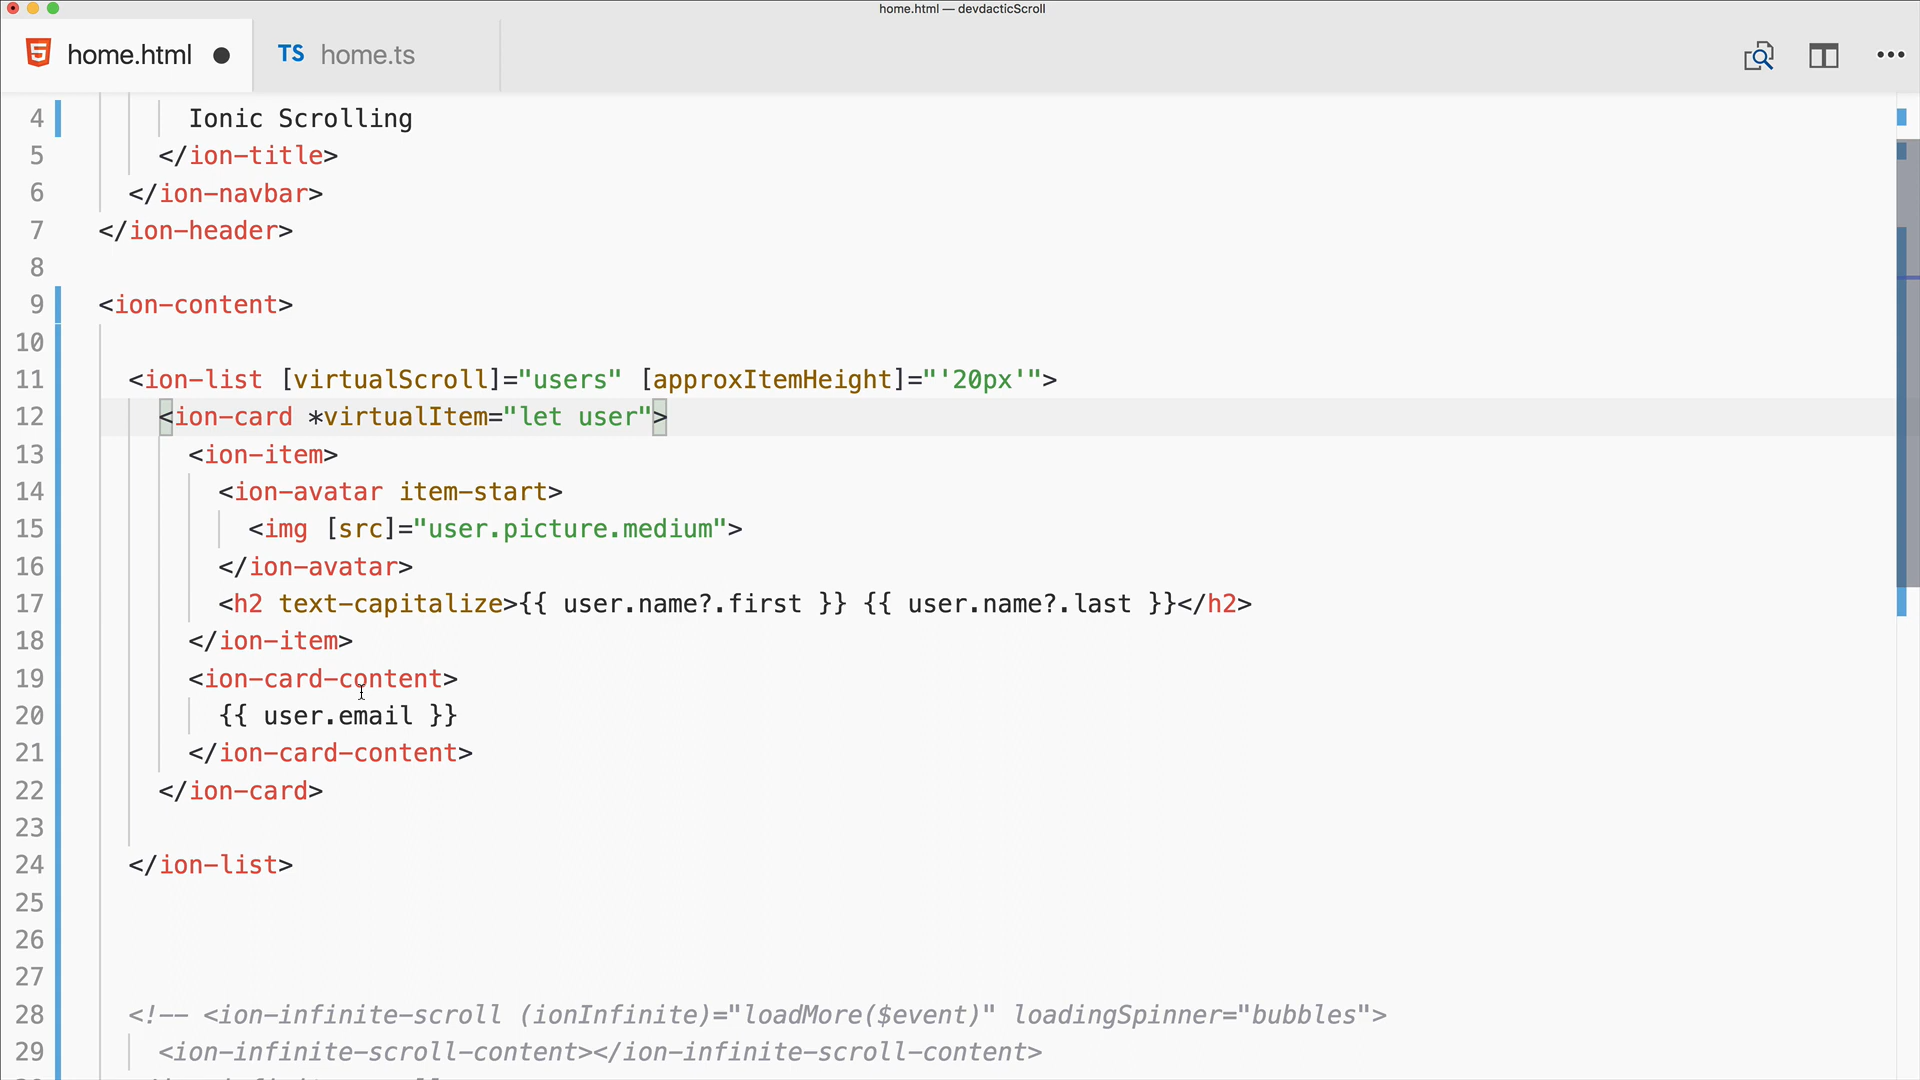 home.html — devdacticScroll
home.html
TS home.ts
4 Ionic Scrolling
5 </ion-title>
6 </ion-navbar>
7 </ion-header>
8
9 <ion-content>
10
11 <ion-list [virtualScroll]="users" [approxItemHeight]="'20px'">
12 <ion-card *virtualItem="let user">
13 <ion-item>
14 <ion-avatar item-start>
15 <img [src]="user.picture.medium">
16 </ion-avatar>
17 <h2 text-capitalize>{{ user.name?.first }} {{ user.name?.last }}</h2>
18 </ion-item>
19 <ion-card-content>
20 {{ user.email }}
21 </ion-card-content>
22 </ion-card>
23
24 </ion-list>
25
26
27
28 <!-- <ion-infinite-scroll (ionInfinite)="loadMore($event)" loadingSpinner="bubbles">
29 <ion-infinite-scroll-content></ion-infinite-scroll-content>